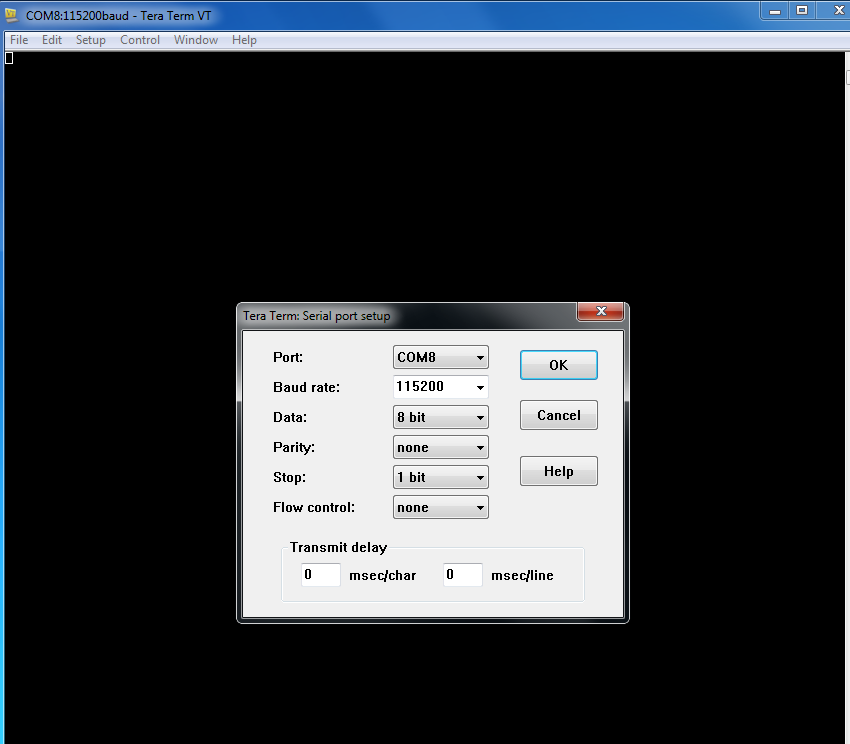 COM8:115200baud - Tera Term VT
File Edit Setup Control Window Help
Tera Term: Serial port setup
Port: COM8 OK
Baud rate: 115200
Data: 8 bit Cancel
Parity: none
Stop: 1 bit Help
Flow control: none
Transmit delay
0 msec/char 0 msec/line